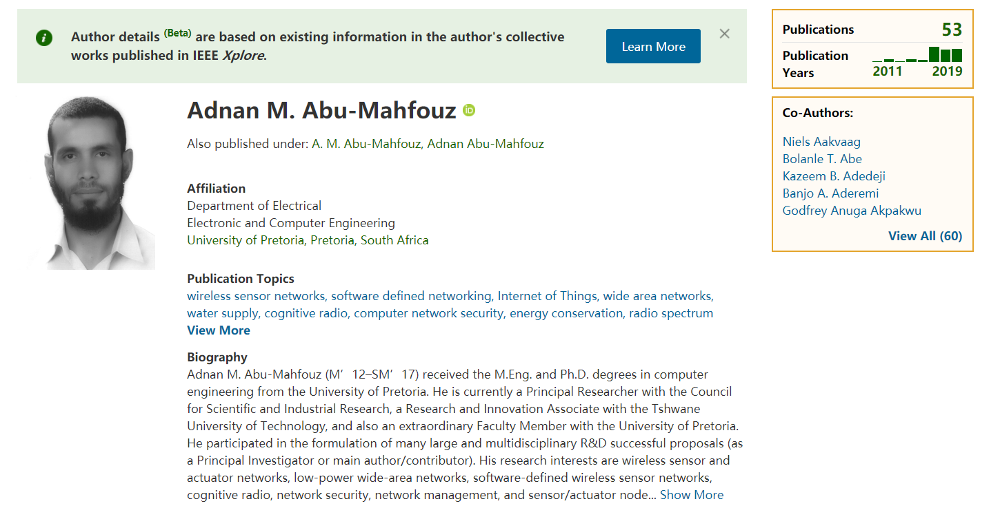 Author details (Beta) are based on existing information in the author's collective
works published in IEEE Xplore.
Learn More
Adnan M. Abu-Mahfouz
Also published under: A. M. Abu-Mahfouz, Adnan Abu-Mahfouz
Affiliation
Department of Electrical
Electronic and Computer Engineering
University of Pretoria, Pretoria, South Africa
Publication Topics
wireless sensor networks, software defined networking, Internet of Things, wide area networks,
water supply, cognitive radio, computer network security, energy conservation, radio spectrum
View More
Biography
Adnan M. Abu-Mahfouz (M’12–SM’17) received the M.Eng. and Ph.D. degrees in computer
engineering from the University of Pretoria. He is currently a Principal Researcher with the Council
for Scientific and Industrial Research, a Research and Innovation Associate with the Tshwane
University of Technology, and also an extraordinary Faculty Member with the University of Pretoria.
He participated in the formulation of many large and multidisciplinary R&D successful proposals (as
a Principal Investigator or main author/contributor). His research interests are wireless sensor and
actuator networks, low-power wide-area networks, software-defined wireless sensor networks,
cognitive radio, network security, network management, and sensor/actuator node... Show More
Publications 53
Publication
Years
2011 2019
Co-Authors:
Niels Aakvaag
Bolanle T. Abe
Kazeem B. Adedeji
Banjo A. Aderemi
Godfrey Anuga Akpakwu
View All (60)